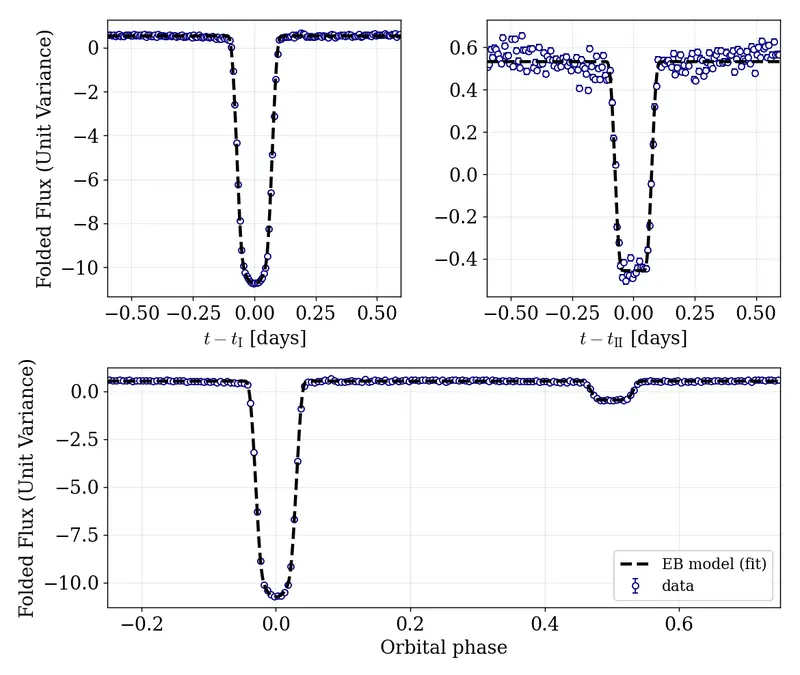 Folded Flux (Unit Variance)
0
−2
−4
−6
−8
−10
−0.50 −0.25 0.00 0.25 0.50
t − tI [days]
0.6
0.4
0.2
0.0
−0.2
−0.4
−0.50 −0.25 0.00 0.25 0.50
t − tII [days]
Folded Flux (Unit Variance)
0.0
−2.5
−5.0
−7.5
−10.0
−0.2 0.0 0.2 0.4 0.6
Orbital phase
EB model (fit)
data